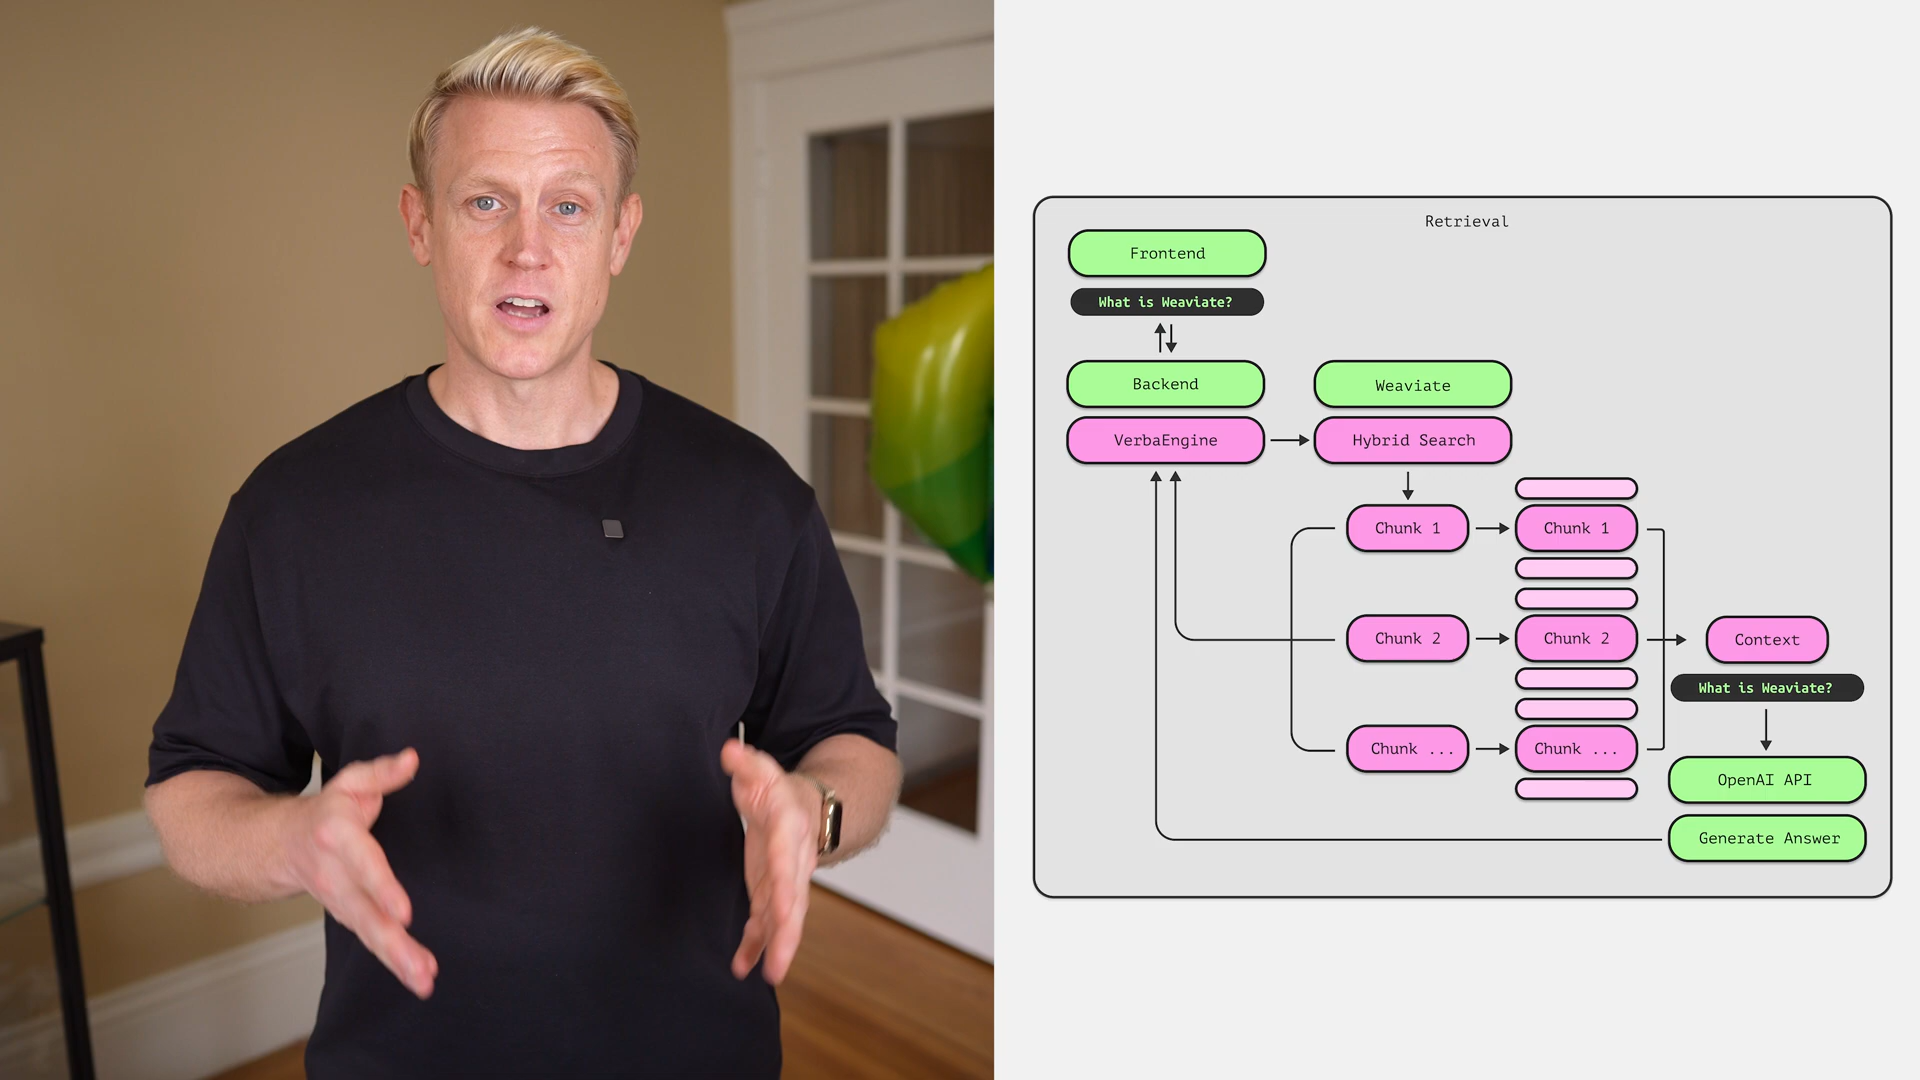 Retrieval
Frontend
What is Weaviate?
Backend
Weaviate
VerbaEngine
Hybrid Search
Chunk 1
Chunk 1
Chunk 2
Chunk 2
Context
What is Weaviate?
Chunk ...
Chunk ...
OpenAI API
Generate Answer